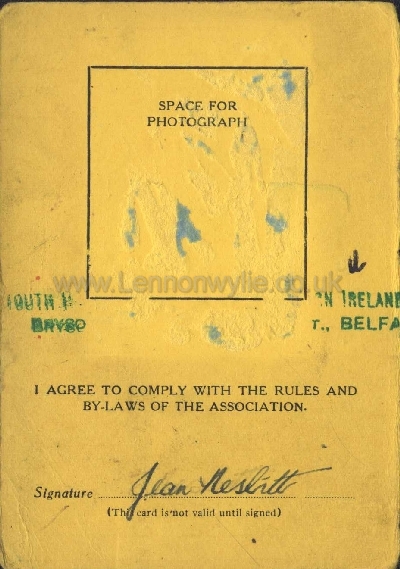 SPACE FOR
PHOTOGRAPH
www.Lennonwylie.co.uk
OUTH N IRELAND
T., BELFA
I AGREE TO COMPLY WITH THE RULES AND
BY-LAWS OF THE ASSOCIATION.
Signature Jean Nesbitt
(This card is not valid until signed)